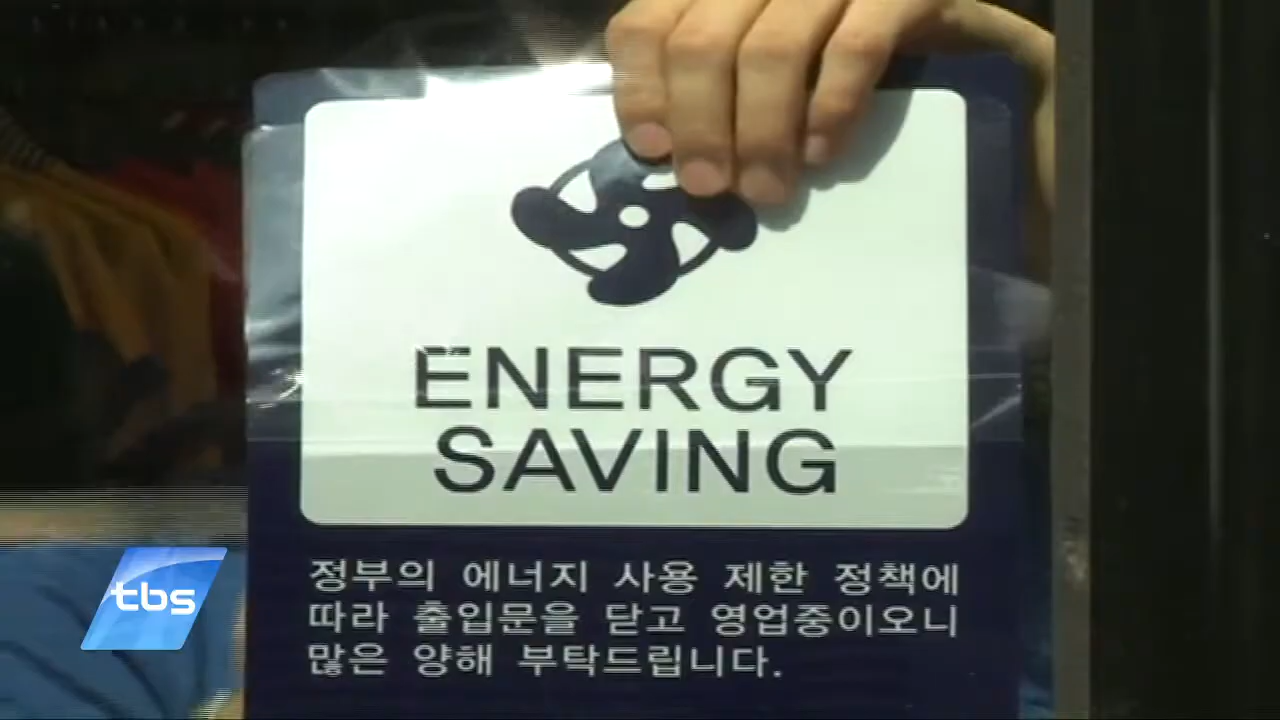 ENERGY
SAVING
정부의 에너지 사용 제한 정책에
따라 출입문을 닫고 영업중이오니
많은 양해 부탁드립니다.
tbs